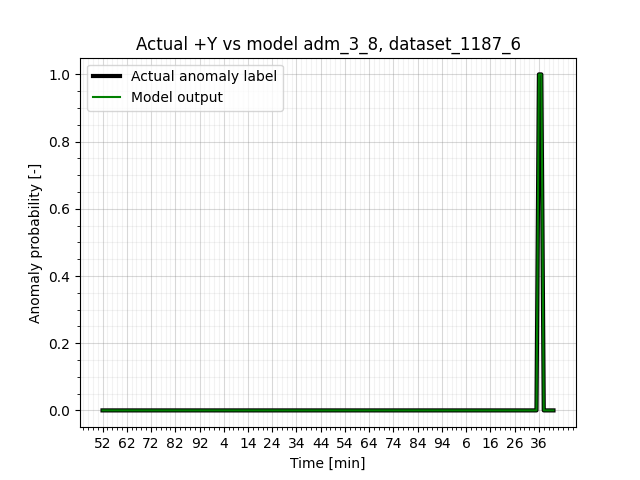 Actual +Y vs model adm_3_8, dataset_1187_6
Actual anomaly label
Model output
Anomaly probability [-]
1.0
0.8
0.6
0.4
0.2
0.0
52 62 72 82 92 4 14 24 34 44 54 64 74 84 94 6 16 26 36
Time [min]